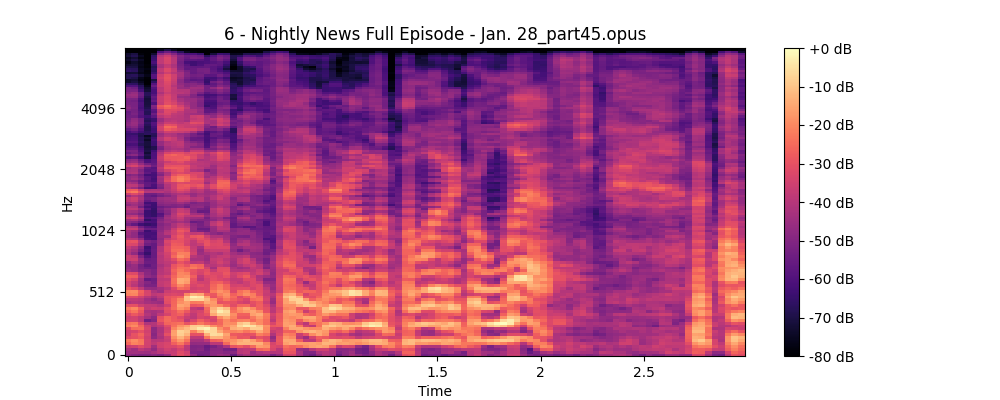 6 - Nightly News Full Episode - Jan. 28_part45.opus
Hz
4096
2048
1024
512
0
0
0.5
1
1.5
2
2.5
Time
+0 dB
-10 dB
-20 dB
-30 dB
-40 dB
-50 dB
-60 dB
-70 dB
-80 dB